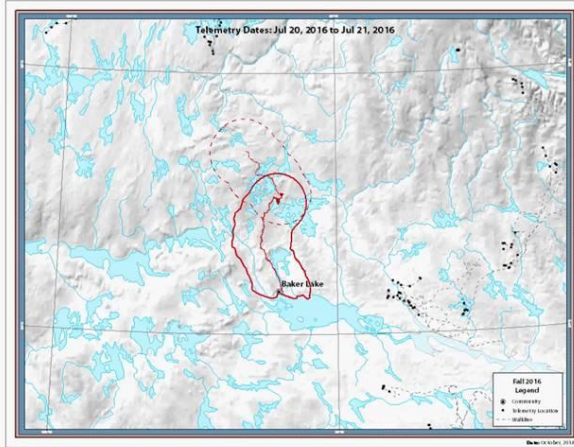 Telemetry Dates: Jul 20, 2016 to Jul 21, 2016
Baker Lake
Fall 2016
Legend
Community
Telemetry Location
Date: October, 2016